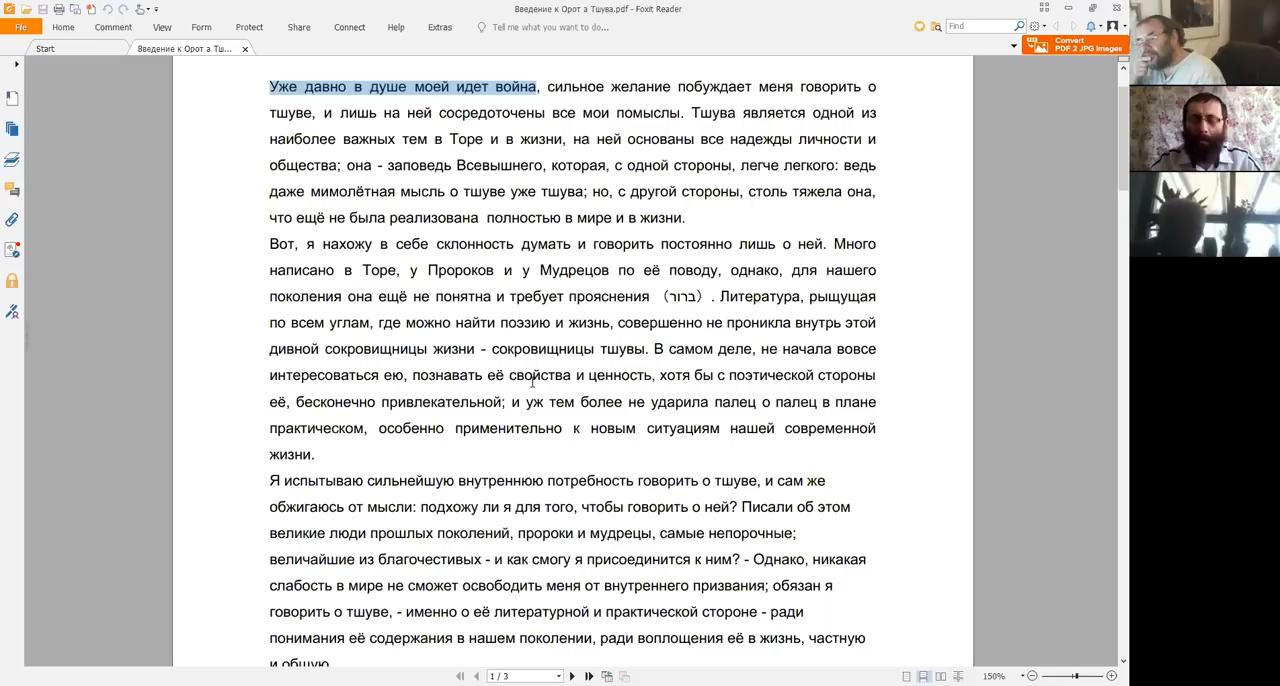 Введение к Орот а Тшува.pdf - Foxit Reader
File Home Comment View Form Protect Share Connect Help Extras Tell me what you want to do... Find
Start Введение к Орот а Тш... × Convert
PDF 2 JPG Images
Уже давно в душе моей идет война, сильное желание побуждает меня говорить о
тшуве, и лишь на ней сосредоточены все мои помыслы. Тшува является одной из
наиболее важных тем в Торе и в жизни, на ней основаны все надежды личности и
общества; она - заповедь Всевышнего, которая, с одной стороны, легче легкого: ведь
даже мимолётная мысль о тшуве уже тшува; но, с другой стороны, столь тяжела она,
что ещё не была реализована полностью в мире и в жизни.
Вот, я нахожу в себе склонность думать и говорить постоянно лишь о ней. Много
написано в Торе, у Пророков и у Мудрецов по её поводу, однако, для нашего
поколения она ещё не понятна и требует прояснения (ברור) . Литература, рыщущая
по всем углам, где можно найти поэзию и жизнь, совершенно не проникла внутрь этой
дивной сокровищницы жизни - сокровищницы тшувы. В самом деле, не начала вовсе
интересоваться ею, познавать её свойства и ценность, хотя бы с поэтической стороны
её, бесконечно привлекательной; и уж тем более не ударила палец о палец в плане
практическом, особенно применительно к новым ситуациям нашей современной
жизни.
Я испытываю сильнейшую внутреннюю потребность говорить о тшуве, и сам же
обжигаюсь от мысли: подхожу ли я для того, чтобы говорить о ней? Писали об этом
великие люди прошлых поколений, пророки и мудрецы, самые непорочные;
величайшие из благочестивых - и как смогу я присоединится к ним? - Однако, никакая
слабость в мире не сможет освободить меня от внутреннего призвания; обязан я
говорить о тшуве, - именно о её литературной и практической стороне - ради
понимания её содержания в нашем поколении, ради воплощения её в жизнь, частную
и общую
1 / 3 150%